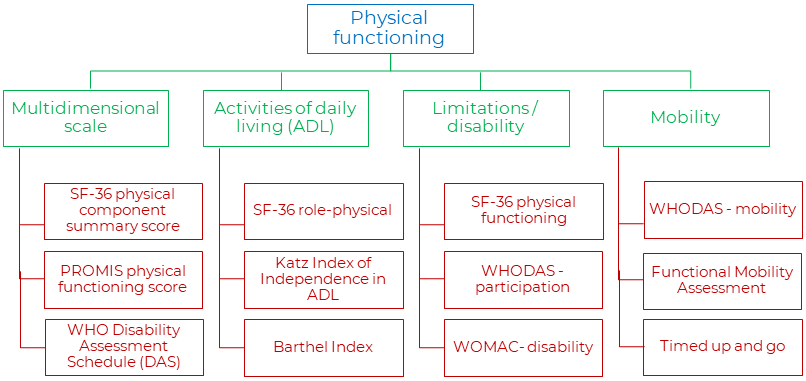 Physical
functioning
Multidimensional
scale
Activities of daily
living (ADL)
Limitations /
disability
Mobility
SF-36 physical
component
summary score
PROMIS physical
functioning score
WHO Disability
Assessment
Schedule (DAS)
SF-36 role-physical
Katz Index of
Independence in
ADL
Barthel Index
SF-36 physical
functioning
WHODAS -
participation
WOMAC- disability
WHODAS - mobility
Functional Mobility
Assessment
Timed up and go